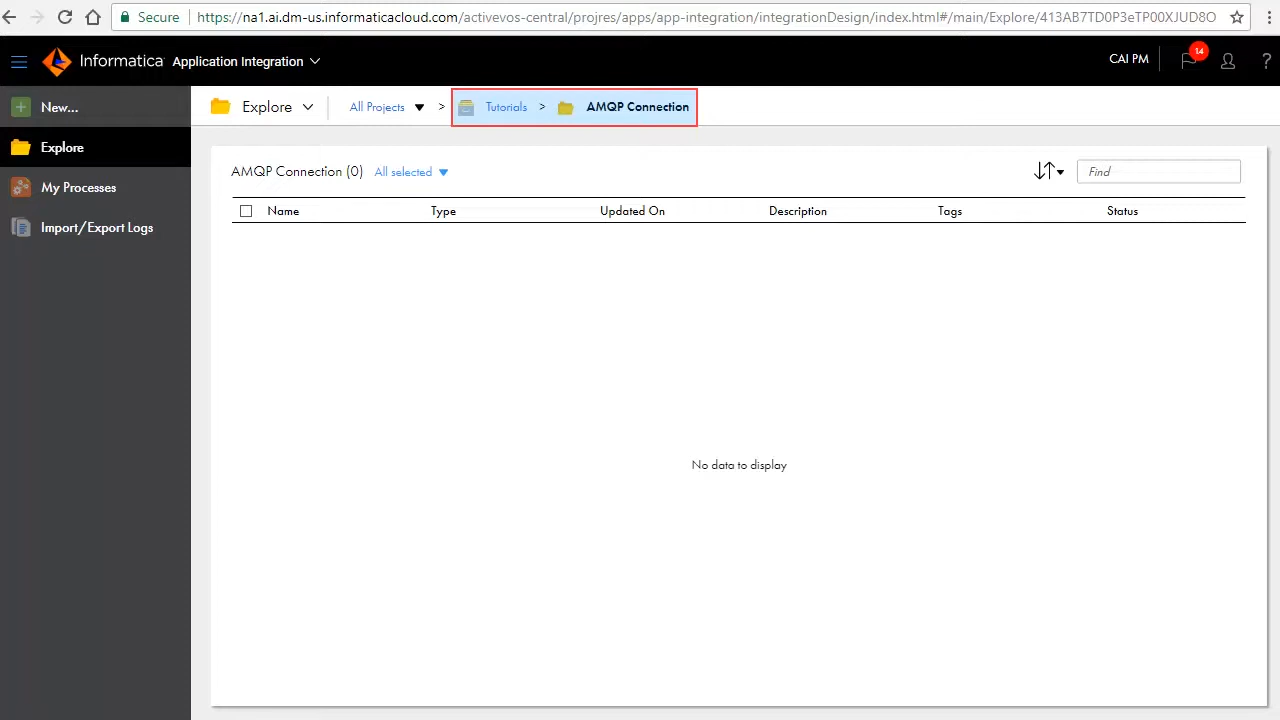 Secure https://na1.ai.dm-us.informaticacloud.com/activevos-central/projres/apps/app-integration/integrationDesign/index.html#/main/Explore/413AB7TD0P3eTP00XJUD8O
Informatica Application Integration CAI PM 14 ?
New... Explore All Projects > Tutorials > AMQP Connection
Explore
My Processes
Import/Export Logs
AMQP Connection (0) All selected Find
Name Type Updated On Description Tags Status
No data to display